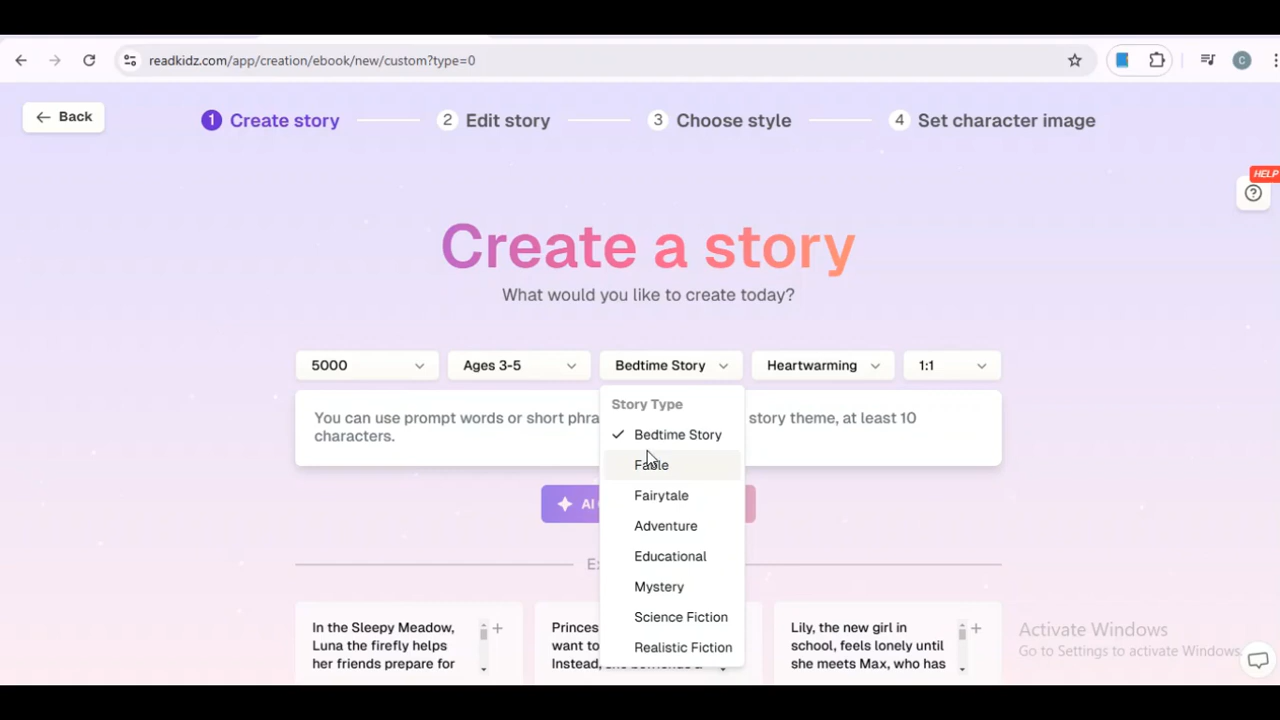 readkidz.com/app/creation/ebook/new/custom?type=0
C
Back
1 Create story
2 Edit story
3 Choose style
4 Set character image
HELP
Create a story
What would you like to create today?
5000
Ages 3-5
Bedtime Story
Heartwarming
1:1
You can use prompt words or short phra
story theme, at least 10
characters.
Story Type
Bedtime Story
Fable
Fairytale
Adventure
Educational
Mystery
Science Fiction
Realistic Fiction
AI
In the Sleepy Meadow,
Luna the firefly helps
her friends prepare for
Princes
want to
Instead,
Lily, the new girl in
school, feels lonely until
she meets Max, who has
Activate Windows
Go to Settings to activate Windows.